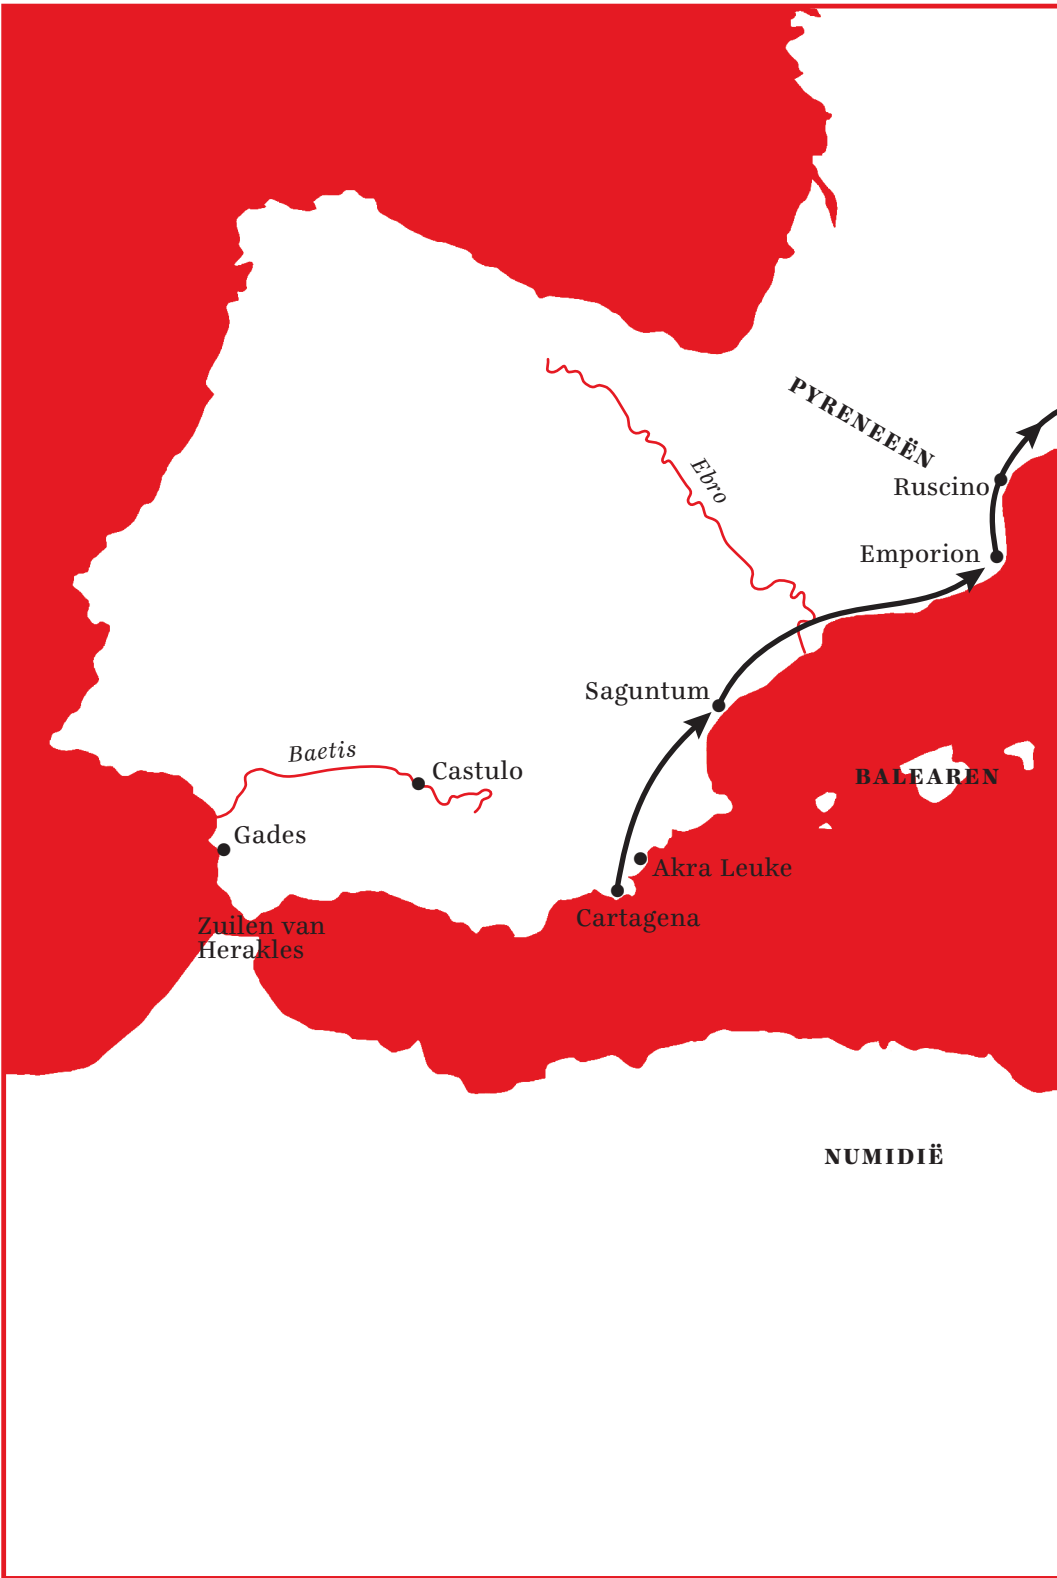 PYRENEEËN
Ebro
Ruscino
Emporion
Saguntum
Baetis
Castulo
BALEAREN
Gades
Akra Leuke
Cartagena
Zuilen van
Herakles
NUMIDIË